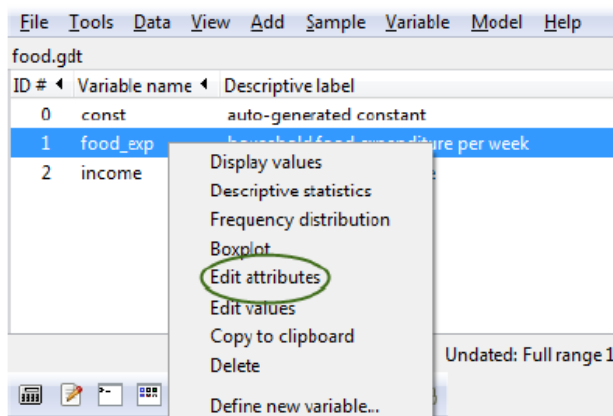 File Tools Data View Add Sample Variable Model Help
food.gdt
ID # Variable name Descriptive label
0 const auto-generated constant
1 food_exp household food expenditure per week
2 income
Display values
Descriptive statistics
Frequency distribution
Boxplot
Edit attributes
Edit values
Copy to clipboard
Delete
Define new variable...
Undated: Full range 1